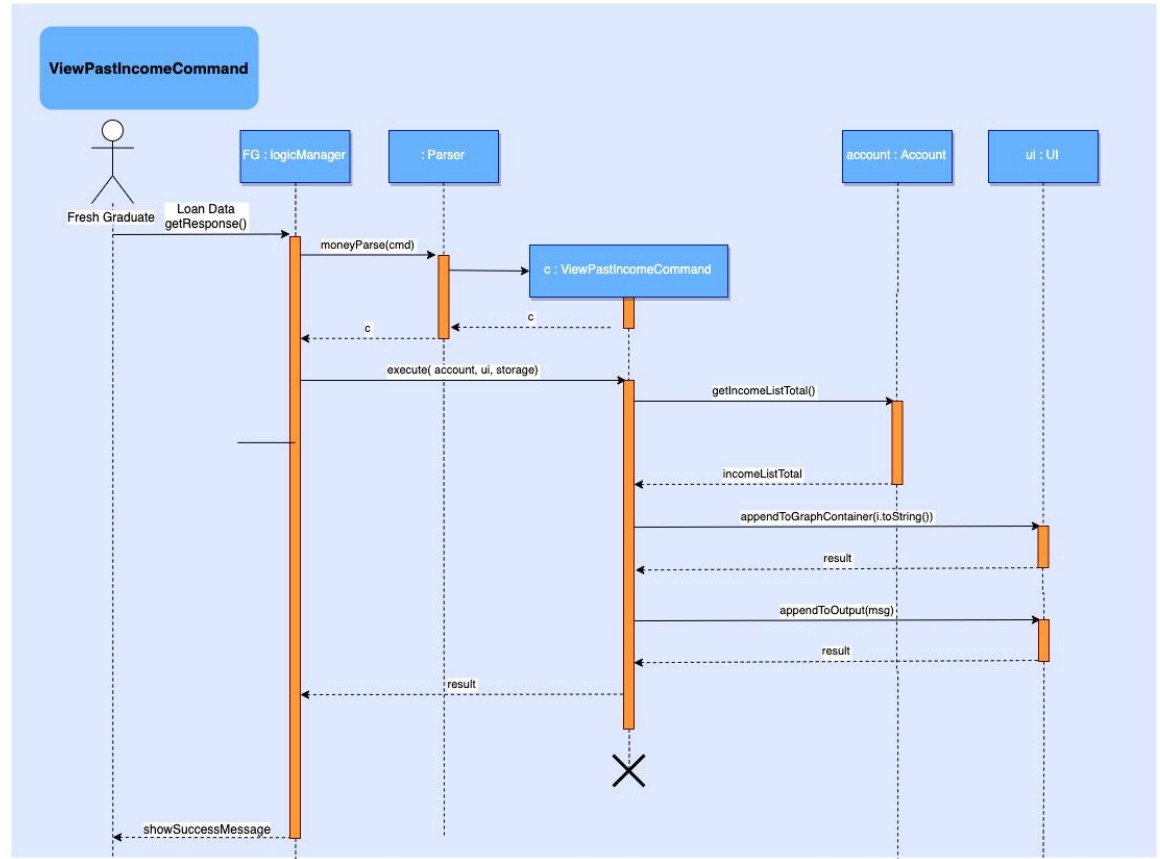 ViewPastIncomeCommand
FG : logicManager
: Parser
account : Account
ui : UI
Fresh Graduate
Loan Data
getResponse()
moneyParse(cmd)
c : ViewPastIncomeCommand
c
c
execute( account, ui, storage)
getIncomeListTotal()
incomeListTotal
appendToGraphContainer(i.toString())
result
appendToOutput(msg)
result
result
showSuccessMessage